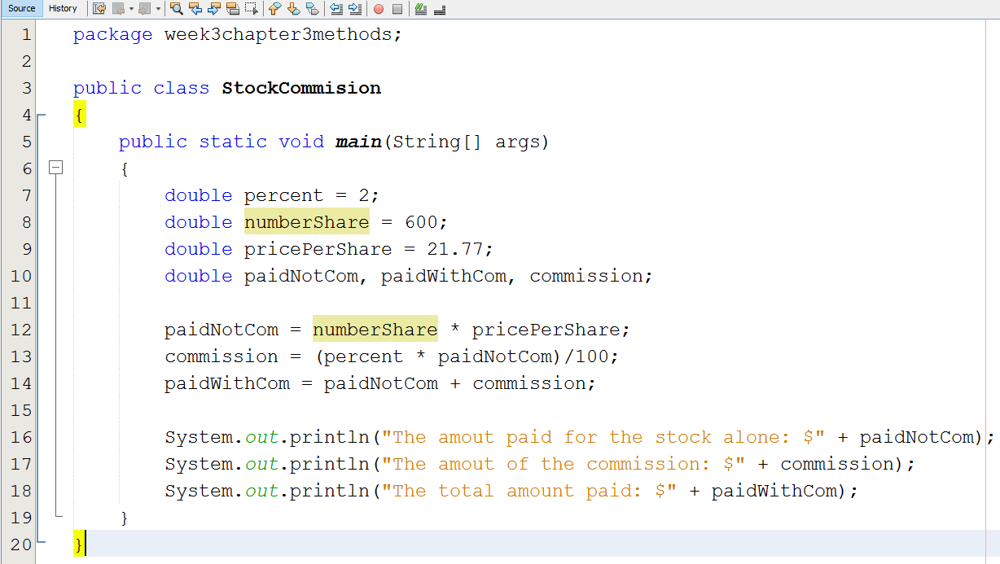 Source History
1 package week3chapter3methods;
2
3 public class StockCommision
4 {
5 public static void main(String[] args)
6 {
7 double percent = 2;
8 double numberShare = 600;
9 double pricePerShare = 21.77;
10 double paidNotCom, paidWithCom, commission;
11
12 paidNotCom = numberShare * pricePerShare;
13 commission = (percent * paidNotCom)/100;
14 paidWithCom = paidNotCom + commission;
15
16 System.out.println("The amout paid for the stock alone: $" + paidNotCom);
17 System.out.println("The amout of the commission: $" + commission);
18 System.out.println("The total amount paid: $" + paidWithCom);
19 }
20 }